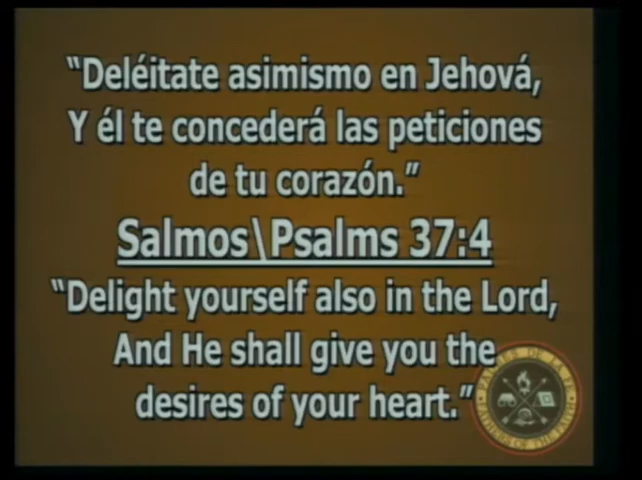 “Deléitate asimismo en Jehová,
Y él te concederá las peticiones
de tu corazón.”
Salmos\Psalms 37:4
“Delight yourself also in the Lord,
And He shall give you the
desires of your heart.”